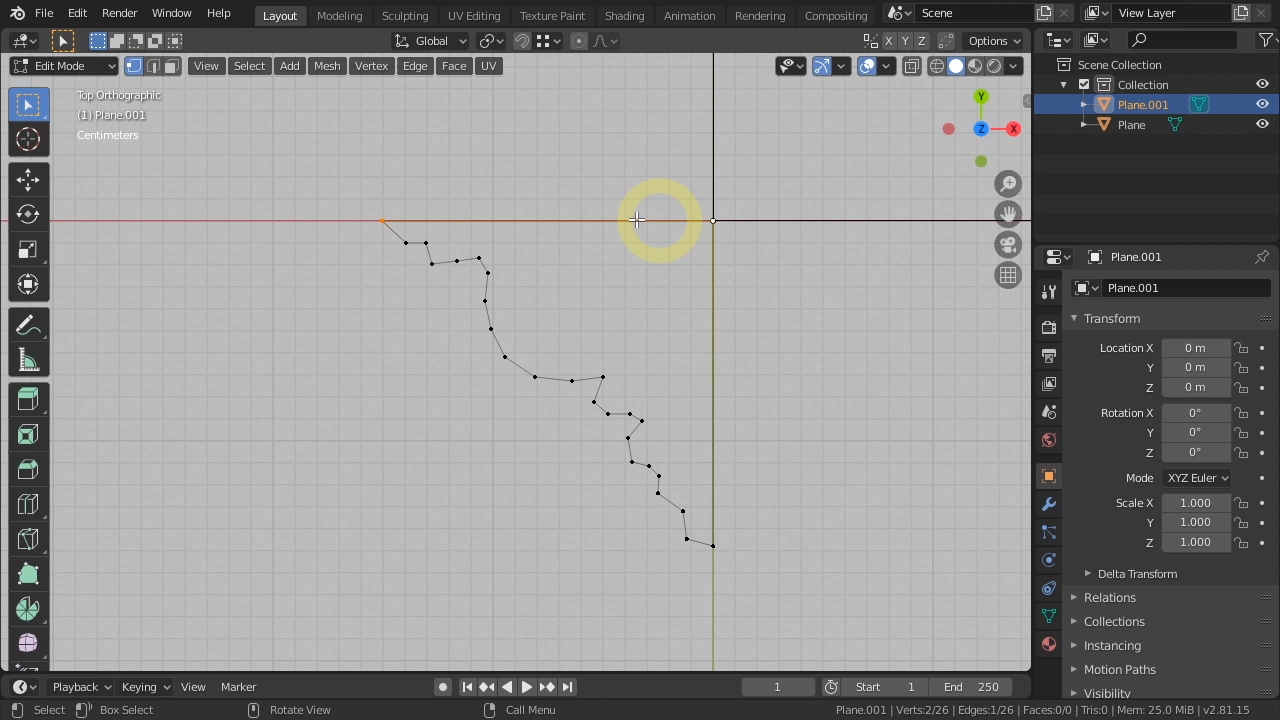 File Edit Render Window Help Layout Modeling Sculpting UV Editing Texture Paint Shading Animation Rendering Compositing Scene View Layer
Global X Y Z Options
Edit Mode View Select Add Mesh Vertex Edge Face UV
Top Orthographic
(1) Plane.001
Centimeters
Y
Z
X
Scene Collection
Collection
Plane.001
Plane
Plane.001
Plane.001
Transform
Location X 0 m
Y 0 m
Z 0 m
Rotation X 0°
Y 0°
Z 0°
Mode XYZ Euler
Scale X 1.000
Y 1.000
Z 1.000
Delta Transform
Relations
Collections
Instancing
Motion Paths
Visibility
Playback Keying View Marker 1 Start 1 End 250
Select Box Select Rotate View Call Menu Plane.001 | Verts:2/26 | Edges:1/26 | Faces:0/0 | Tris:0 | Mem: 25.0 MiB | v2.81.15